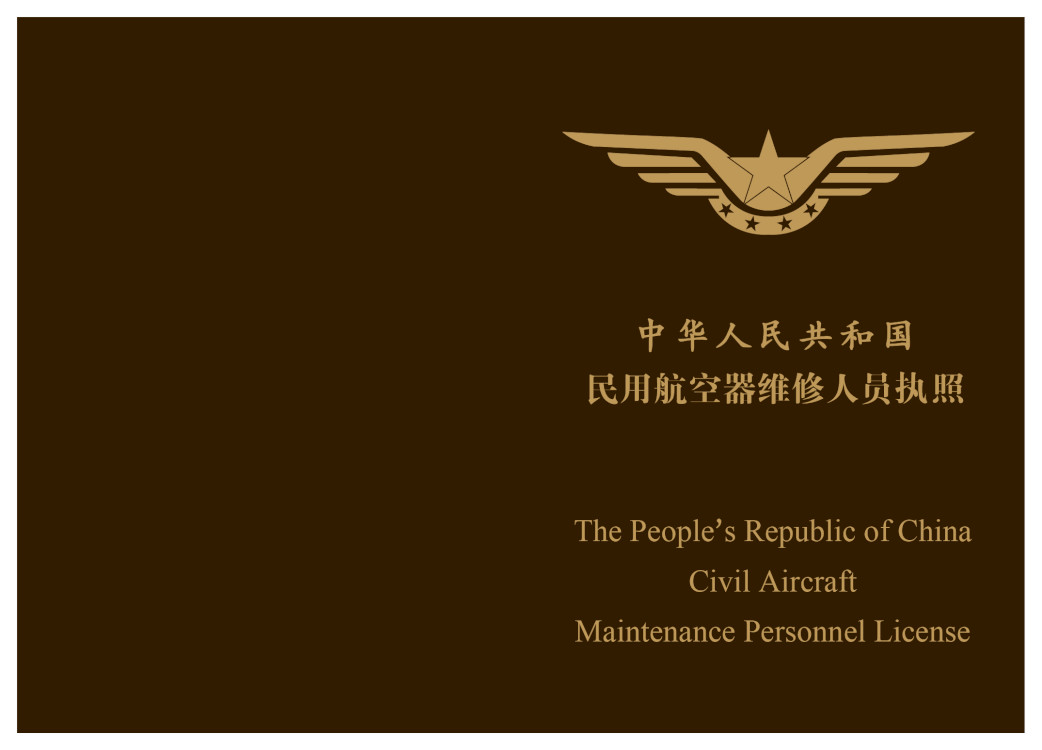 中华人民共和国
民用航空器维修人员执照
The People’s Republic of China
Civil Aircraft
Maintenance Personnel License